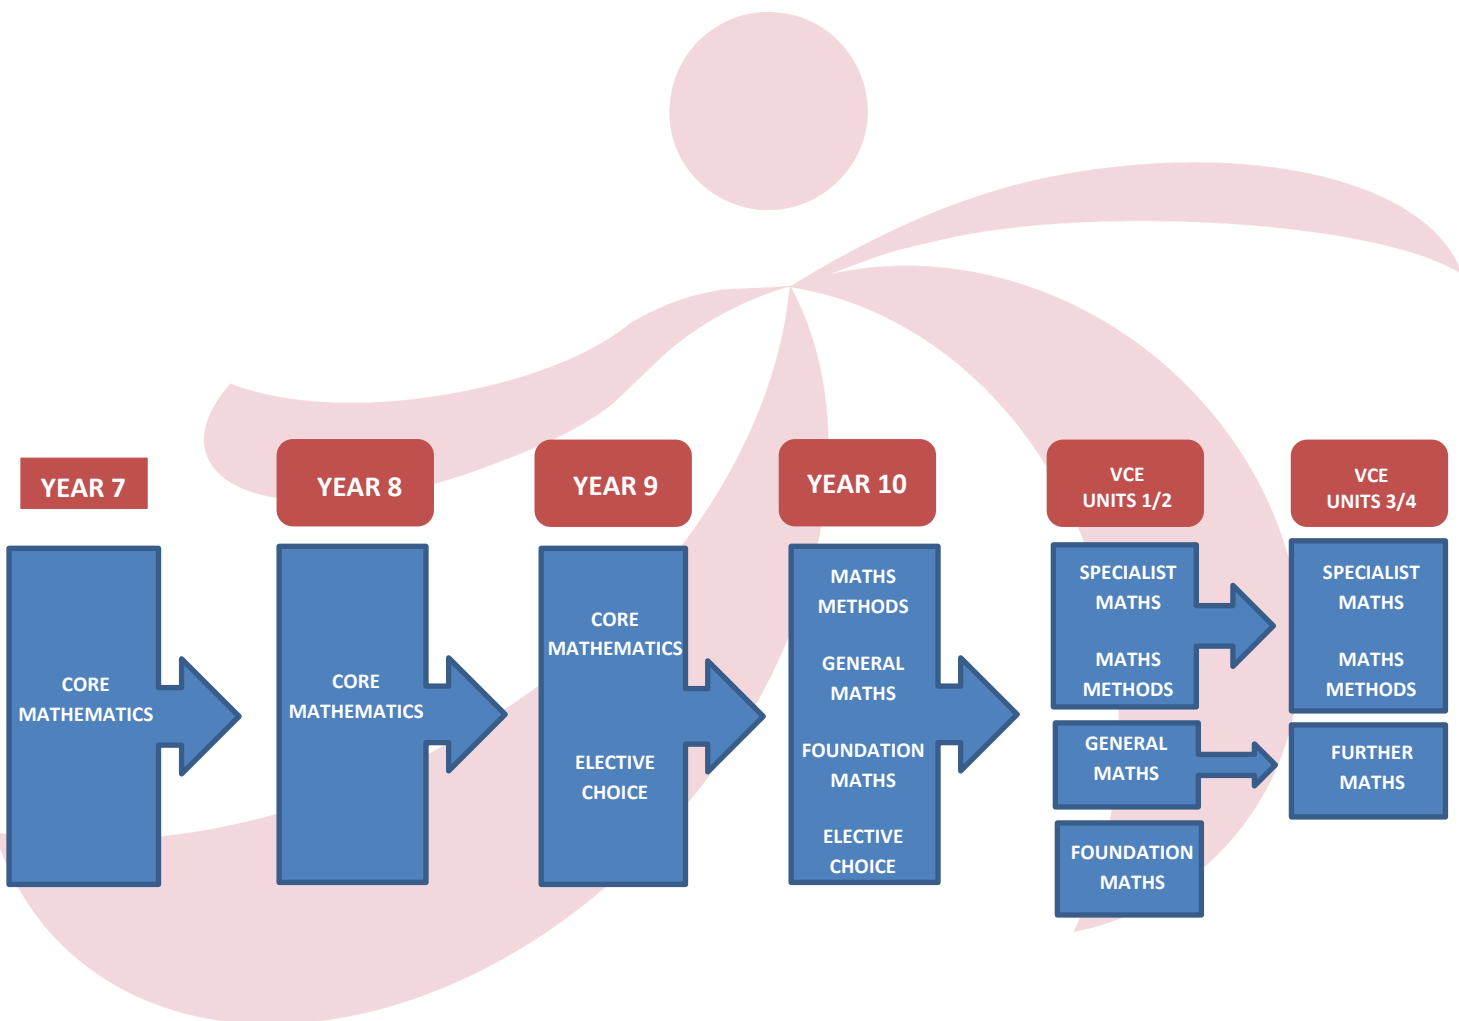 YEAR 7
YEAR 8
YEAR 9
YEAR 10
VCE
UNITS 1/2
VCE
UNITS 3/4
CORE
MATHEMATICS
CORE
MATHEMATICS
CORE
MATHEMATICS
ELECTIVE
CHOICE
MATHS
METHODS
GENERAL
MATHS
FOUNDATION
MATHS
ELECTIVE
CHOICE
SPECIALIST
MATHS
MATHS
METHODS
GENERAL
MATHS
FOUNDATION
MATHS
SPECIALIST
MATHS
MATHS
METHODS
FURTHER
MATHS